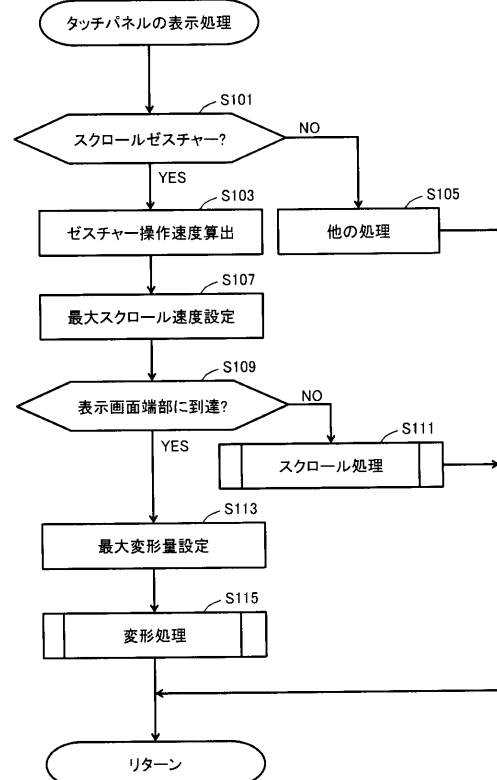 タッチパネルの表示処理
S101
スクロールゼスチャー?
NO
YES
S103
S105
ゼスチャー操作速度算出
他の処理
S107
最大スクロール速度設定
S109
表示画面端部に到達?
NO
YES
S111
スクロール処理
S113
最大変形量設定
S115
変形処理
リターン